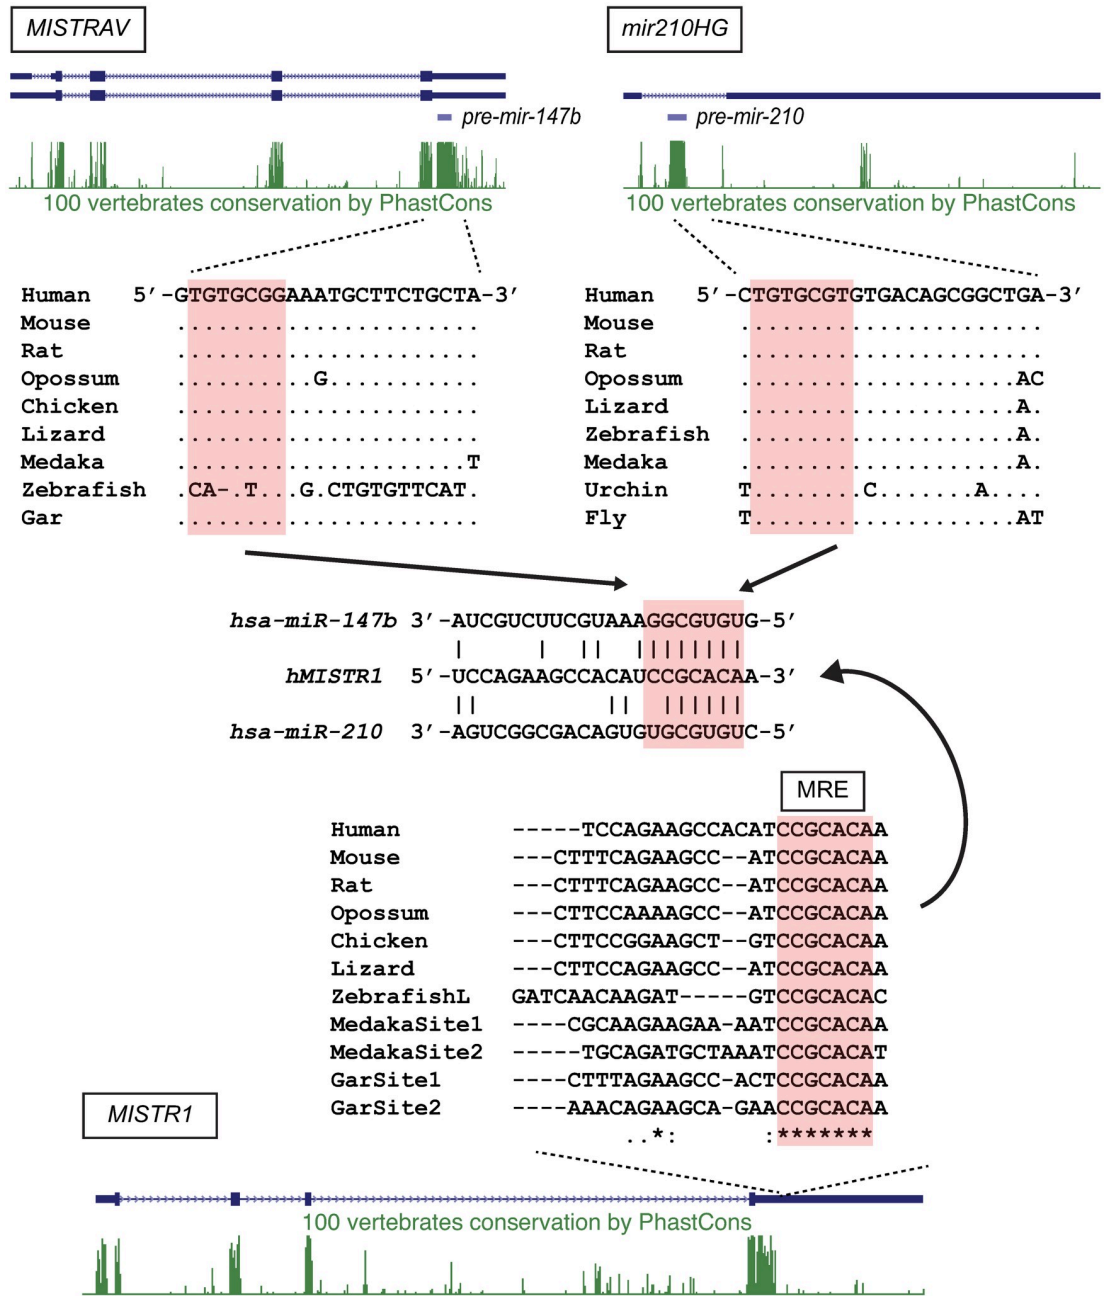 MISTRAV
mir210HG
pre-mir-147b
pre-mir-210
100 vertebrates conservation by PhastCons
100 vertebrates conservation by PhastCons
Human 5′-GTGTGCGGAAATGCTTCTGCTA-3′
Mouse ......................
Rat ......................
Opossum ..........G...........
Chicken ......................
Lizard ......................
Medaka .....................T
Zebrafish .CA-.T...G.CTGTGTTCAT.
Gar ......................
Human 5′-CTGTGCGTGTGACAGCGGCTGA-3′
Mouse ......................
Rat ......................
Opossum ....................AC
Lizard ....................A.
Zebrafish ....................A.
Medaka ....................A.
Urchin T........C.......A....
Fly T...................AT
hsa-miR-147b 3′-AUCGUCUUCGUAAAGGCGUGUG-5′
hMISTR1 5′-UCCAGAAGCCACAUCCGCACAA-3′
hsa-miR-210 3′-AGUCGGCGACAGUGUGCGUGUC-5′
MRE
Human -----TCCAGAAGCCACATCCGCACAA
Mouse ---CTTTCAGAAGCC--ATCCGCACAA
Rat ---CTTTCAGAAGCC--ATCCGCACAA
Opossum ---CTTCCAAAAGCC--ATCCGCACAA
Chicken ---CTTCCGGAAGCT--GTCCGCACAA
Lizard ---CTTCCAGAAGCC--ATCCGCACAA
ZebrafishL GATCAACAAGAT-----GTCCGCACAC
MedakaSite1 ----CGCAAGAAGAA-AATCCGCACAA
MedakaSite2 -----TGCAGATGCTAAATCCGCACAT
GarSite1 ----CTTTAGAAGCC-ACTCCGCACAA
GarSite2 ----AAACAGAAGCA-GAACCGCACAA
..*: :*******
MISTR1
100 vertebrates conservation by PhastCons